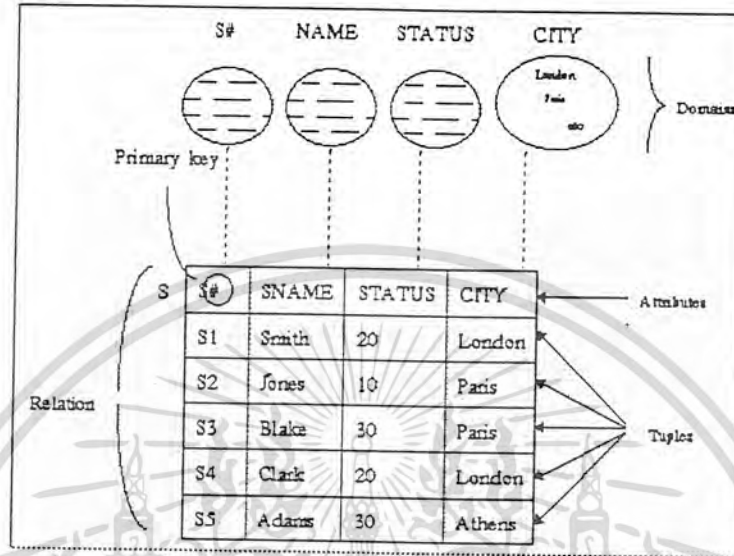 S# NAME STATUS CITY
London
Paris
etc
Domains
Primary key
S S# SNAME STATUS CITY
Attributes
S1 Smith 20 London
S2 Jones 10 Paris
Relation
S3 Blake 30 Paris
Tuples
S4 Clark 20 London
S5 Adams 30 Athens